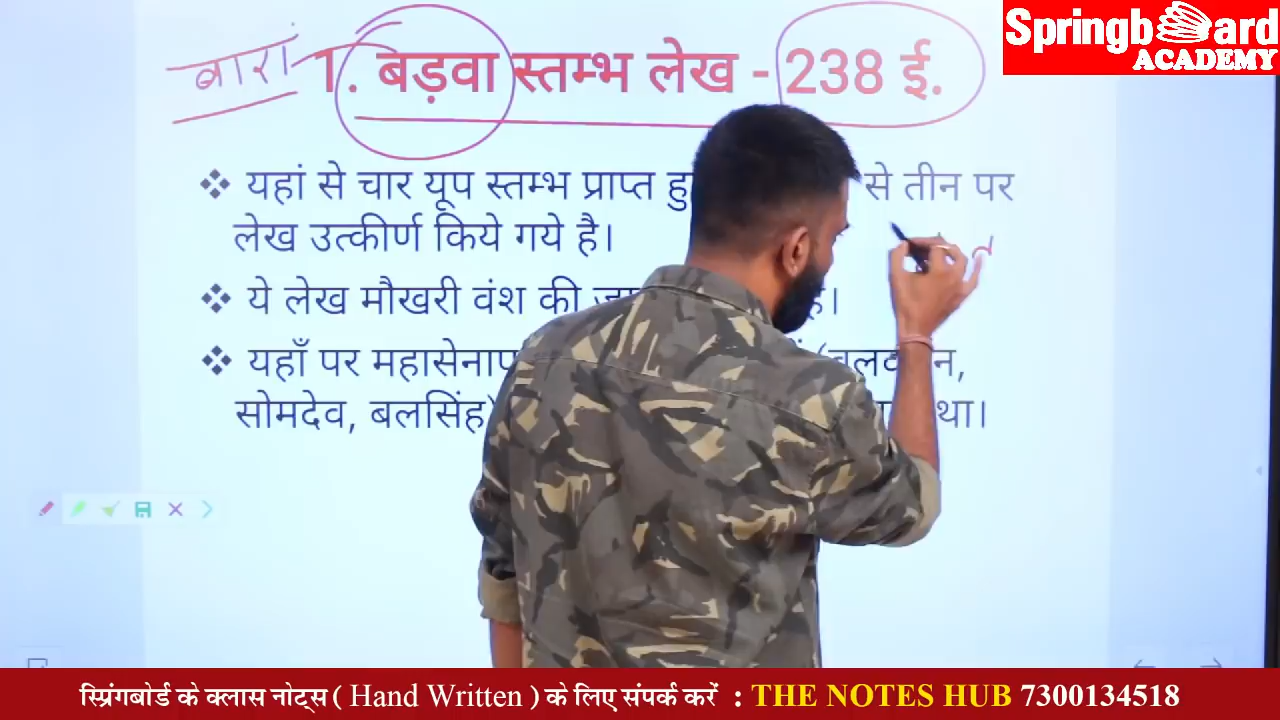 Springboard
ACADEMY
बारां
1. बड़वा स्तम्भ लेख - 238 ई.
❖ यहां से चार यूप स्तम्भ प्राप्त से तीन पर
लेख उत्कीर्ण किये गये है।
❖ ये लेख मौखरी वंश की है।
❖ यहाँ पर
सोमदेव, बलसिंह) था।
स्प्रिंगबोर्ड के क्लास नोट्स ( Hand Written ) के लिए संपर्क करें : THE NOTES HUB 7300134518